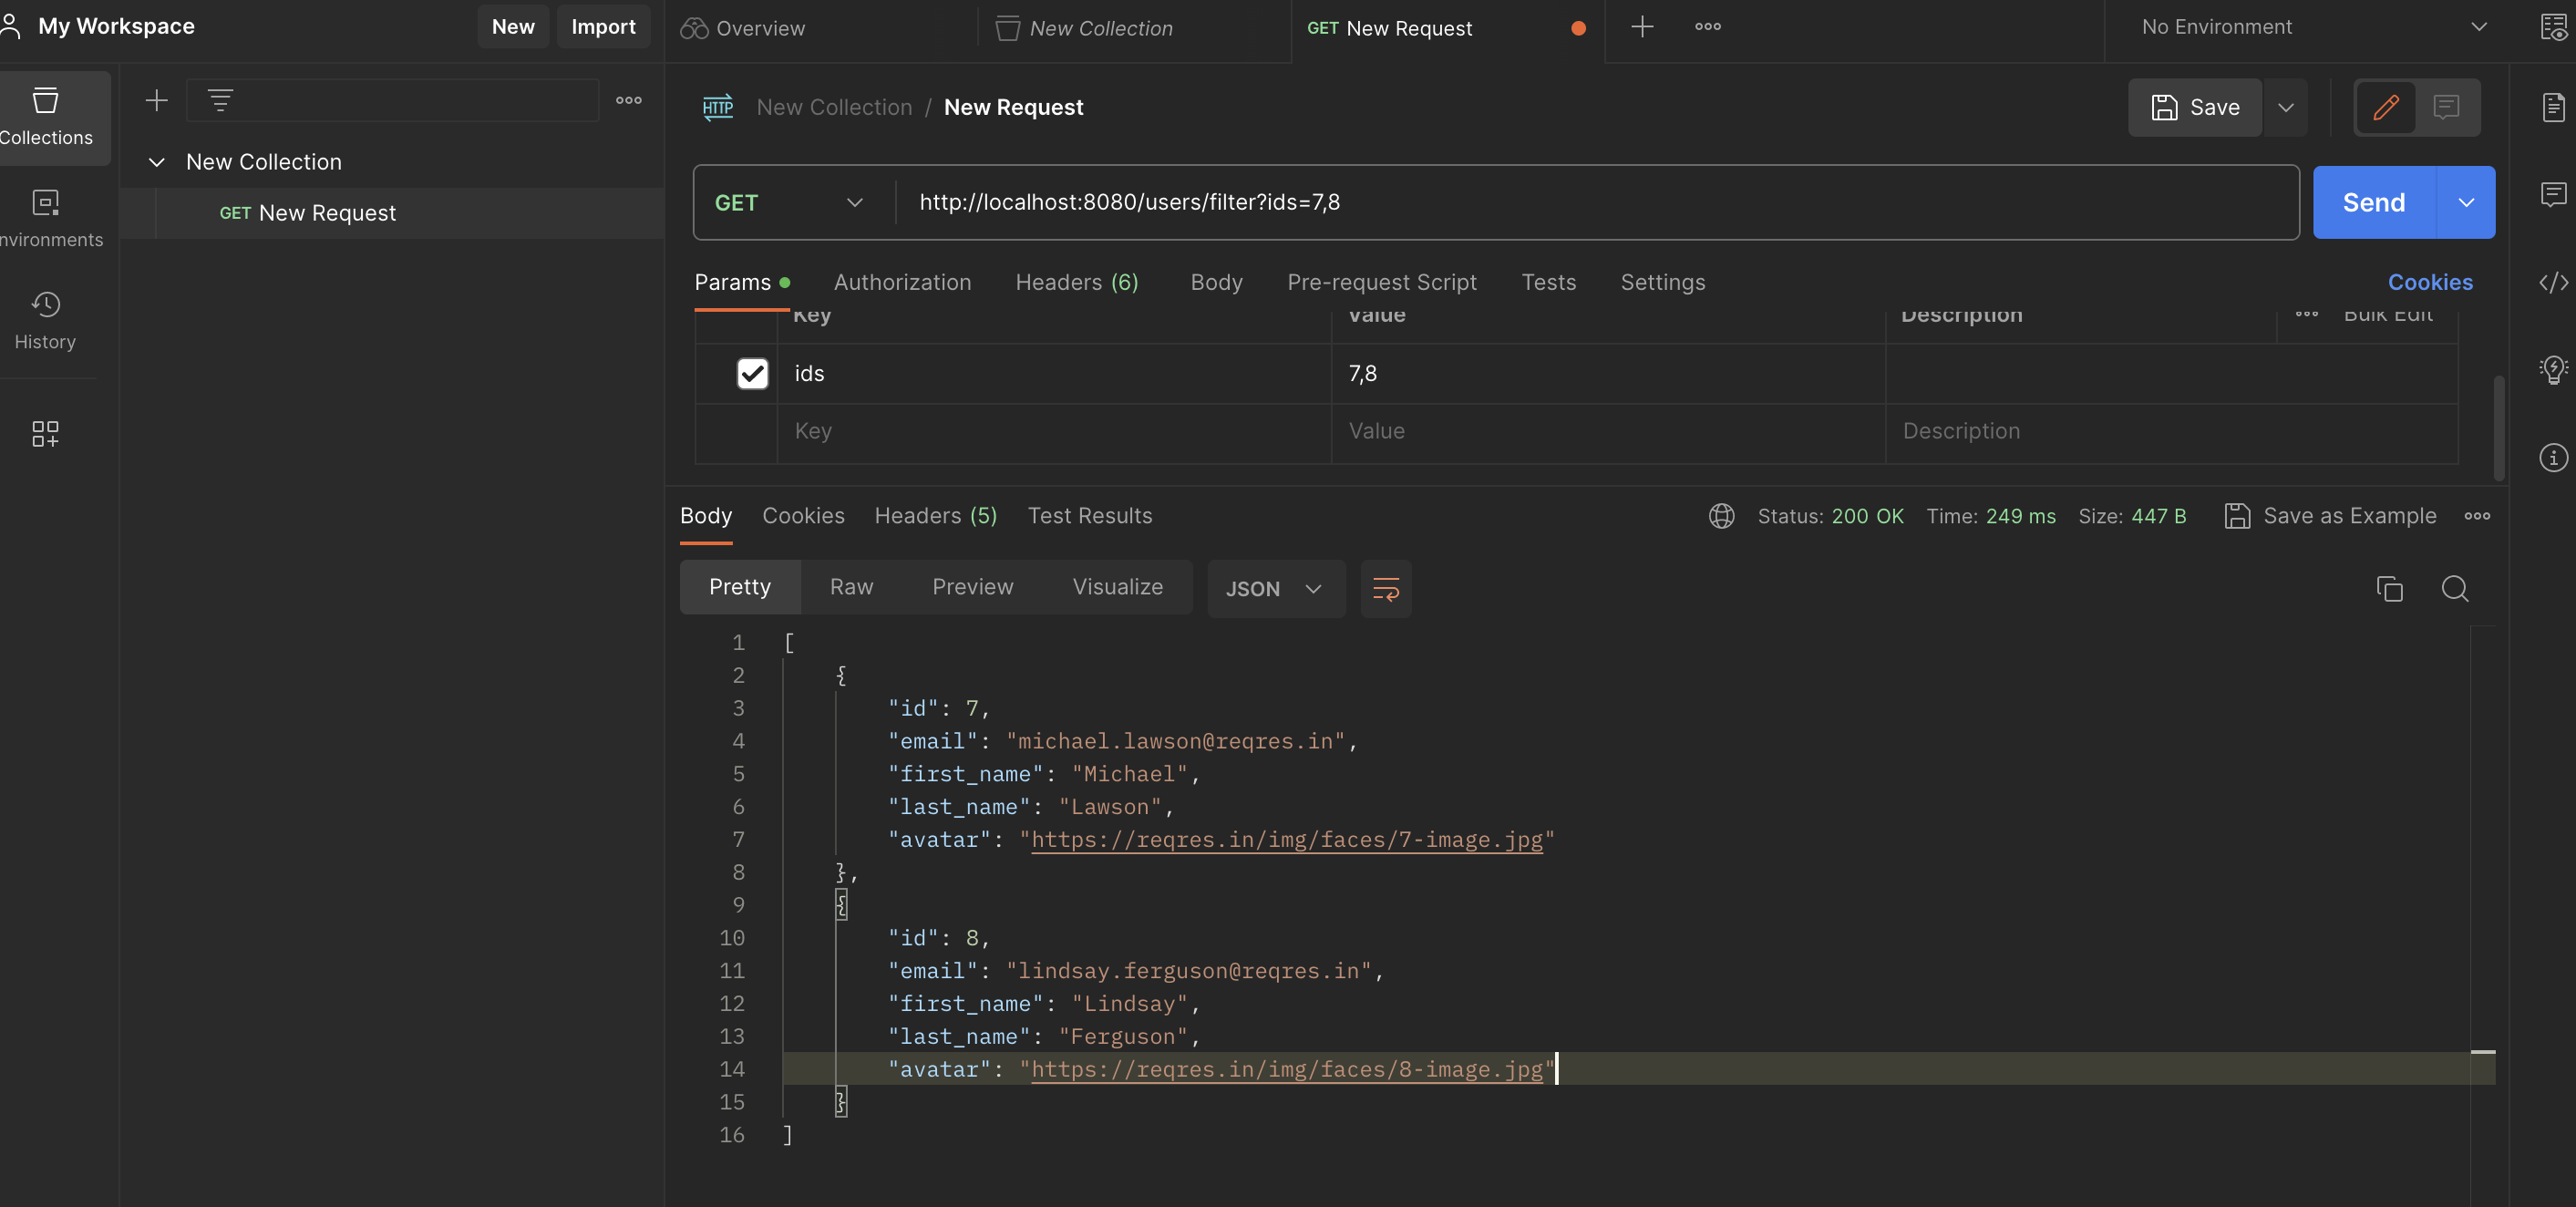 My Workspace
New
Import
Overview
New Collection
GET New Request
No Environment
Collections
New Collection
GET New Request
nvironments
History
HTTP
New Collection / New Request
Save
GET
http://localhost:8080/users/filter?ids=7,8
Send
Params
Authorization
Headers (6)
Body
Pre-request Script
Tests
Settings
Cookies
Key
Value
Description
Bulk Edit
ids
7,8
Key
Value
Description
Body
Cookies
Headers (5)
Test Results
Status: 200 OK
Time: 249 ms
Size: 447 B
Save as Example
Pretty
Raw
Preview
Visualize
JSON
1 [
2 {
3 "id": 7,
4 "email": "michael.lawson@reqres.in",
5 "first_name": "Michael",
6 "last_name": "Lawson",
7 "avatar": "https://reqres.in/img/faces/7-image.jpg"
8 },
9 {
10 "id": 8,
11 "email": "lindsay.ferguson@reqres.in",
12 "first_name": "Lindsay",
13 "last_name": "Ferguson",
14 "avatar": "https://reqres.in/img/faces/8-image.jpg"
15 }
16 ]